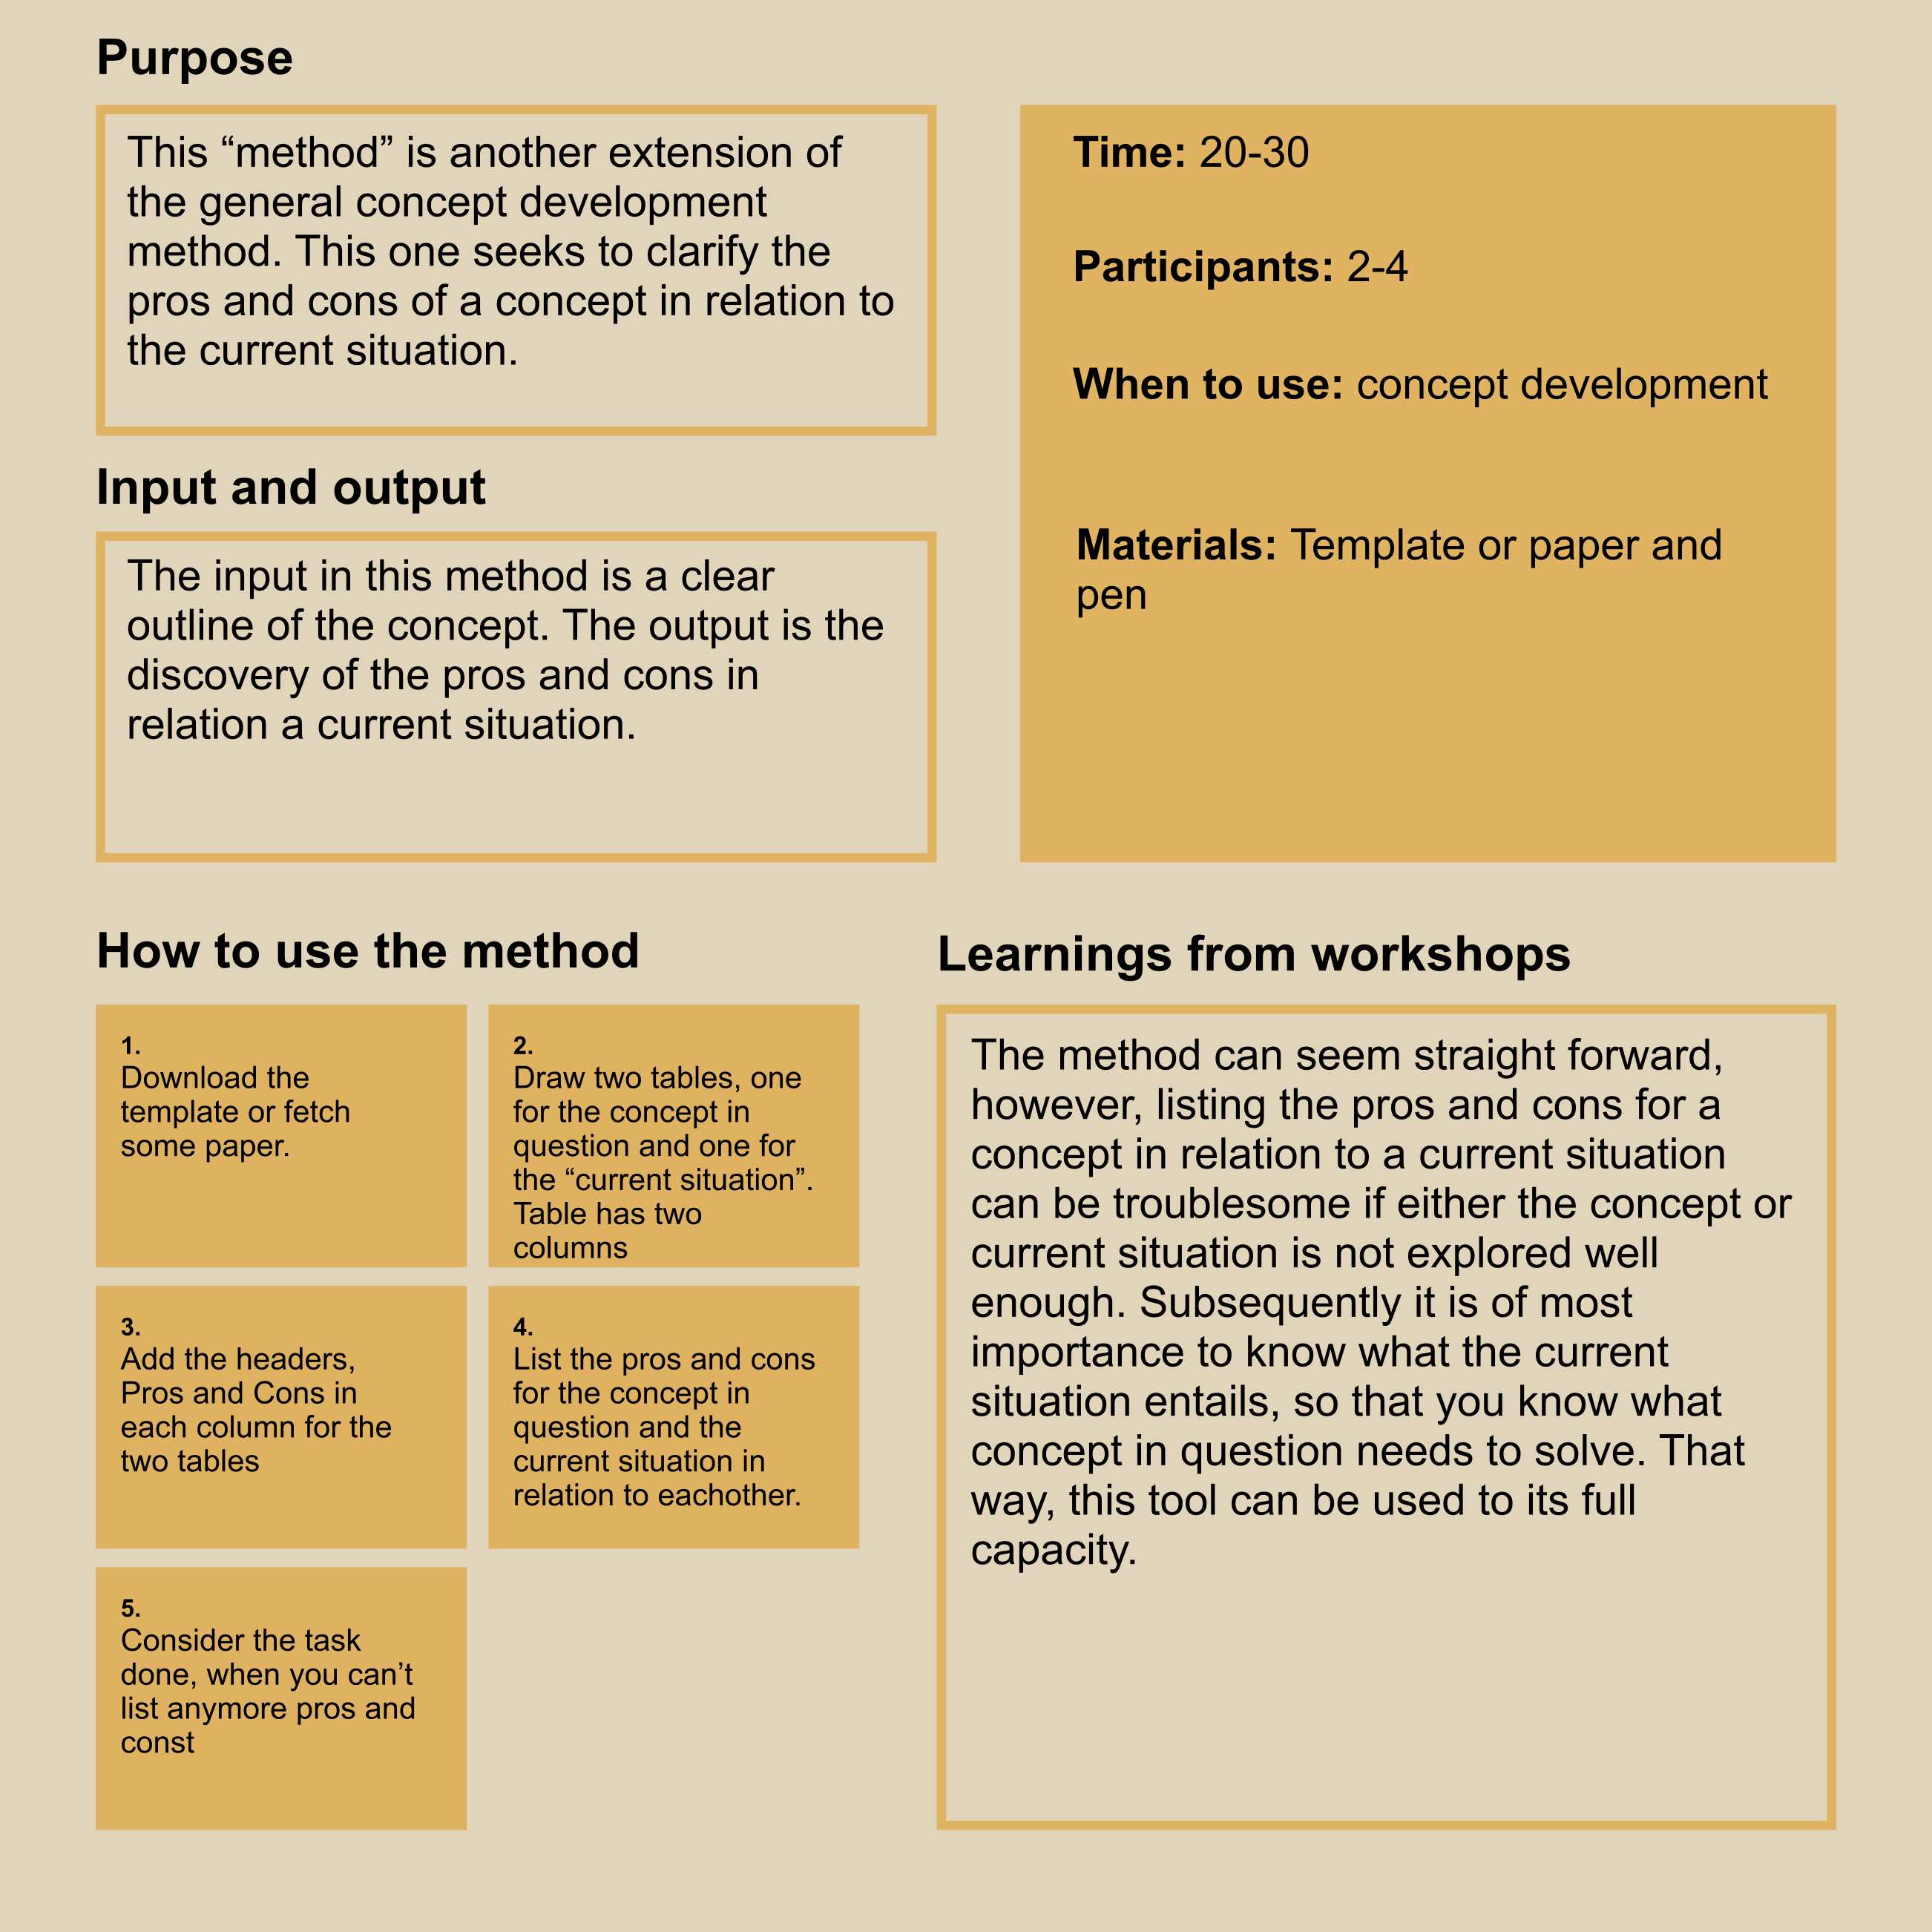 Purpose
This “method” is another extension of
the general concept development
method. This one seeks to clarify the
pros and cons of a concept in relation to
the current situation.
Input and output
The input in this method is a clear
outline of the concept. The output is the
discovery of the pros and cons in
relation a current situation.
Time: 20-30
Participants: 2-4
When to use: concept development
Materials: Template or paper and
pen
How to use the method
1.
Download the
template or fetch
some paper.
2.
Draw two tables, one
for the concept in
question and one for
the “current situation”.
Table has two
columns
3.
Add the headers,
Pros and Cons in
each column for the
two tables
4.
List the pros and cons
for the concept in
question and the
current situation in
relation to eachother.
5.
Consider the task
done, when you can’t
list anymore pros and
const
Learnings from workshops
The method can seem straight forward,
however, listing the pros and cons for a
concept in relation to a current situation
can be troublesome if either the concept or
current situation is not explored well
enough. Subsequently it is of most
importance to know what the current
situation entails, so that you know what
concept in question needs to solve. That
way, this tool can be used to its full
capacity.